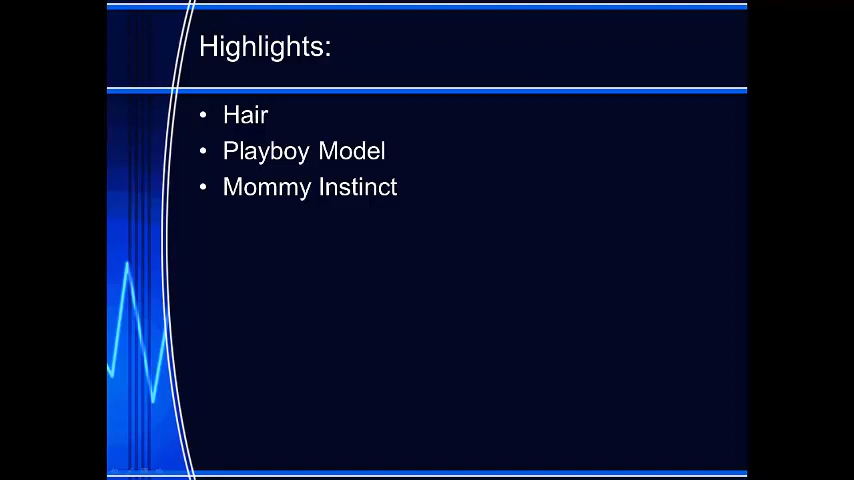 Highlights:
• Hair
• Playboy Model
• Mommy Instinct